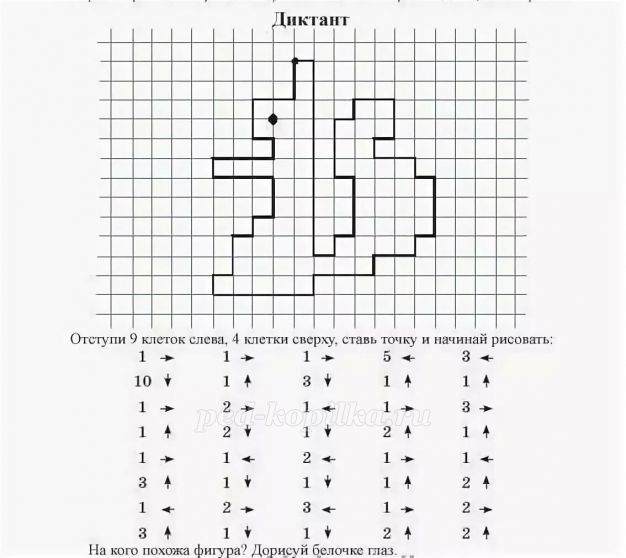 Диктант
Отступи 9 клеток слева, 4 клетки сверху, ставь точку и начинай рисовать:
1 → 1 → 1 → 5 ← 3 ←
10 ↓ 1 ↑ 3 ↓ 1 ↑ 1 ↑
1 → 2 → 1 ← 1 → 3 →
1 ↑ 2 ↓ 1 ↓ 2 ↑ 1 ↑
1 → 1 ← 2 ← 1 → 1 ←
3 ↑ 1 ↓ 1 ↓ 1 ↑ 2 ↑
1 ← 2 → 3 ← 1 → 2 →
3 ↑ 1 ↓ 1 ↓ 2 ↑ 2 ↑
ped-kopilka.ru
На кого похожа фигура? Дорисуй белочке глаз.